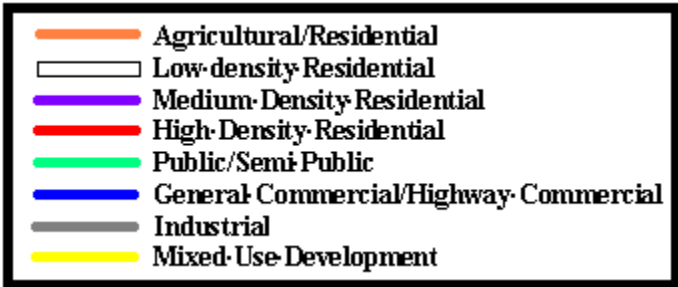 Agricultural/Residential
Low-density Residential
Medium-Density Residential
High-Density Residential
Public/Semi-Public
General Commercial/Highway Commercial
Industrial
Mixed-Use Development